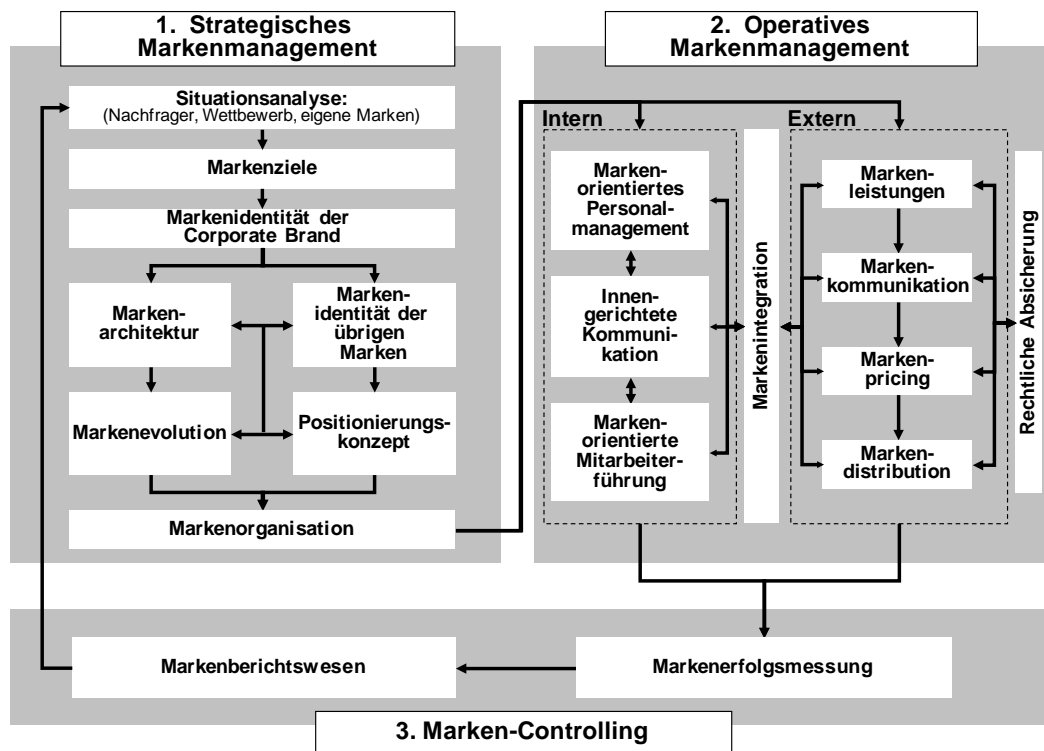 1. Strategisches
Markenmanagement
Situationsanalyse:
(Nachfrager, Wettbewerb, eigene Marken)
Markenziele
Markenidentität der
Corporate Brand
Marken-
architektur
Marken-
identität der
übrigen
Marken
Markenevolution
Positionierungs-
konzept
Markenorganisation
2. Operatives
Markenmanagement
Intern
Marken-
orientiertes
Personal-
management
Innen-
gerichtete
Kommuni-
kation
Marken-
orientierte
Mitarbeiter-
führung
Markenintegration
Extern
Marken-
leistungen
Marken-
kommunikation
Marken-
pricing
Marken-
distribution
Rechtliche Absicherung
Markenberichtswesen
Markenerfolgsmessung
3. Marken-Controlling